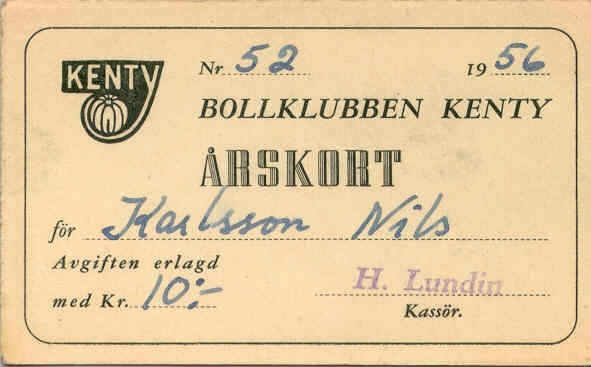 KENTY
Nr 52 1956
BOLLKLUBBEN KENTY
ÅRSKORT
för Karlsson Nils
Avgiften erlagd
med Kr. 10:-
H. Lundin
Kassör.